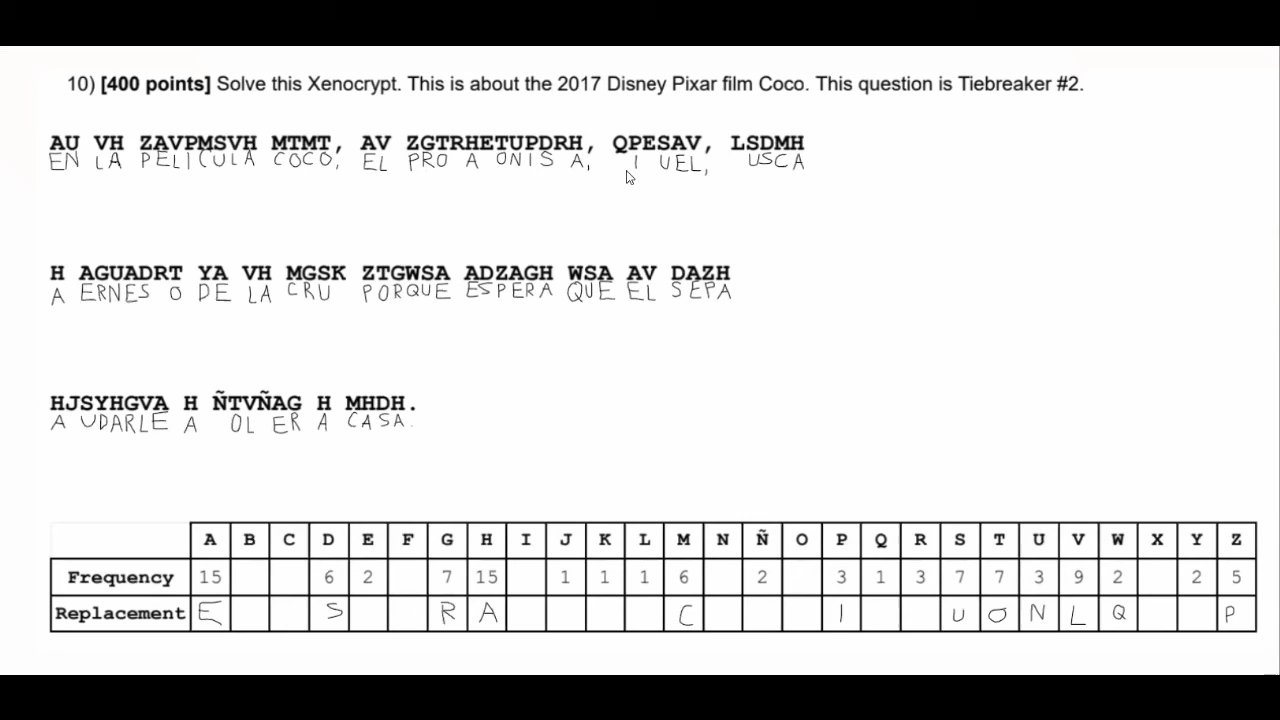 10) [400 points] Solve this Xenocrypt. This is about the 2017 Disney Pixar film Coco. This question is Tiebreaker #2.
AU VH ZAVPMSVH MTMT, AV ZGTRHETUPDRH, QPESAV, LSDMH
EN LA PELICULA COCO, EL PRO A ONIS A, I UEL, USCA
H AGUADRT YA VH MGSK ZTGWSA ADZAGH WSA AV DAZH
A ERNES O DE LA CRU PORQUE ESPERA QUE EL SEPA
HJSYHGVA H ÑTVÑAG H MHDH.
A UDARLE A OL ER A CASA.
A B C D E F G H I J K L M N Ñ O P Q R S T U V W X Y Z
Frequency 15 6 2 7 15 1 1 1 6 2 3 1 3 7 7 3 9 2 2 5
Replacement E S R A C I U O N L Q P